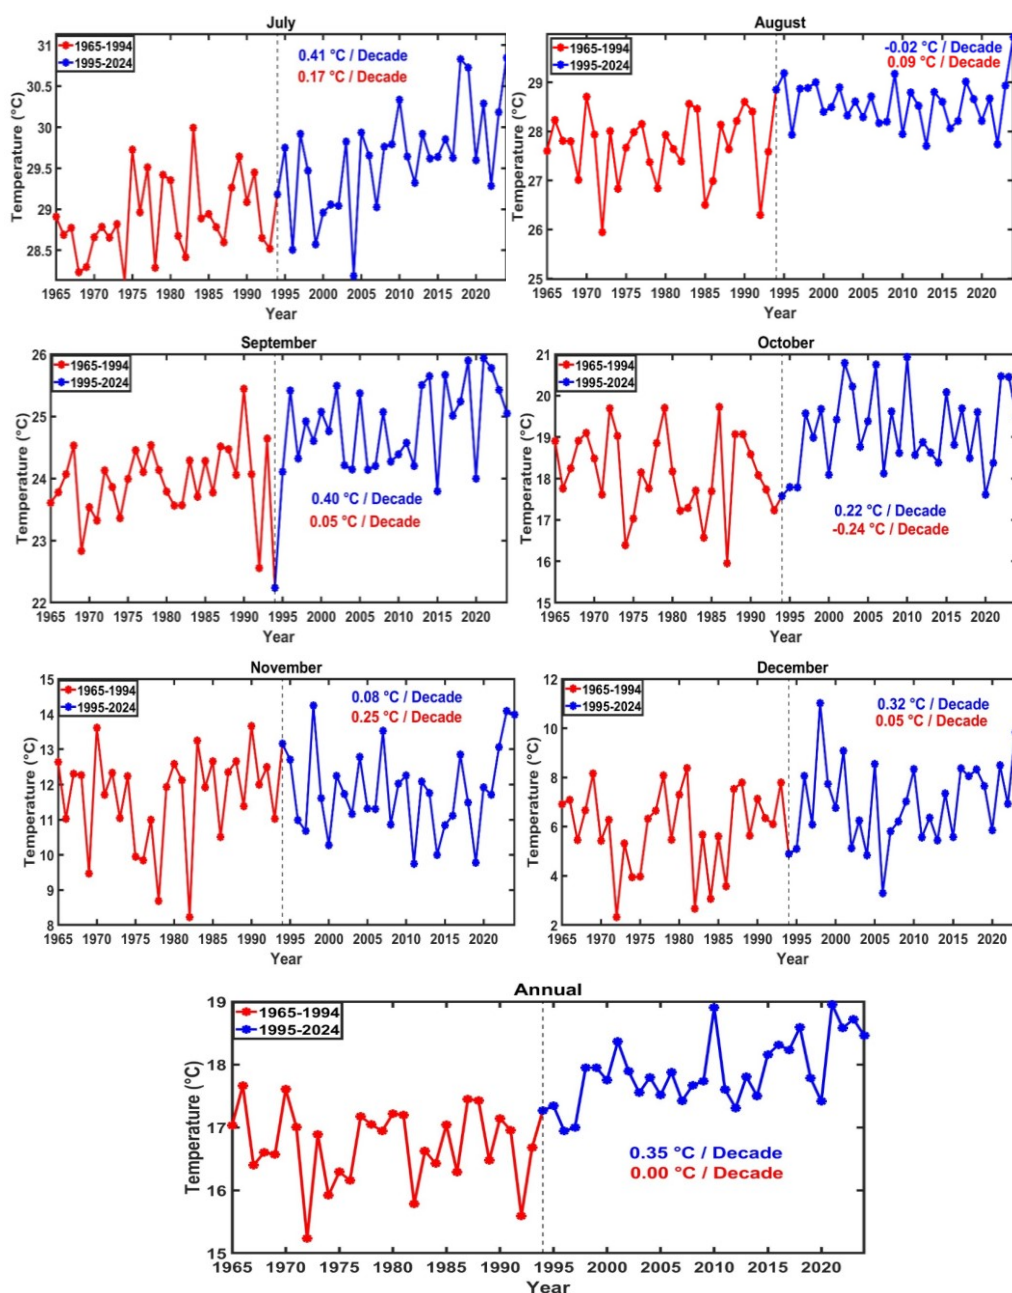 July
1965-1994
1995-2024
0.41 °C / Decade
0.17 °C / Decade
Temperature (°C)
31
30.5
30
29.5
29
28.5
1965 1970 1975 1980 1985 1990 1995 2000 2005 2010 2015 2020
Year
August
1965-1994
1995-2024
-0.02 °C / Decade
0.09 °C / Decade
Temperature (°C)
29
28
27
26
25
1965 1970 1975 1980 1985 1990 1995 2000 2005 2010 2015 2020
Year
September
1965-1994
1995-2024
0.40 °C / Decade
0.05 °C / Decade
Temperature (°C)
26
25
24
23
22
1965 1970 1975 1980 1985 1990 1995 2000 2005 2010 2015 2020
Year
October
1965-1994
1995-2024
0.22 °C / Decade
-0.24 °C / Decade
Temperature (°C)
21
20
19
18
17
16
15
1965 1970 1975 1980 1985 1990 1995 2000 2005 2010 2015 2020
Year
November
1965-1994
1995-2024
0.08 °C / Decade
0.25 °C / Decade
Temperature (°C)
15
14
13
12
11
10
9
8
1965 1970 1975 1980 1985 1990 1995 2000 2005 2010 2015 2020
Year
December
1965-1994
1995-2024
0.32 °C / Decade
0.05 °C / Decade
Temperature (°C)
12
10
8
6
4
2
1965 1970 1975 1980 1985 1990 1995 2000 2005 2010 2015 2020
Year
Annual
1965-1994
1995-2024
0.35 °C / Decade
0.00 °C / Decade
Temperature (°C)
19
18
17
16
15
1965 1970 1975 1980 1985 1990 1995 2000 2005 2010 2015 2020
Year